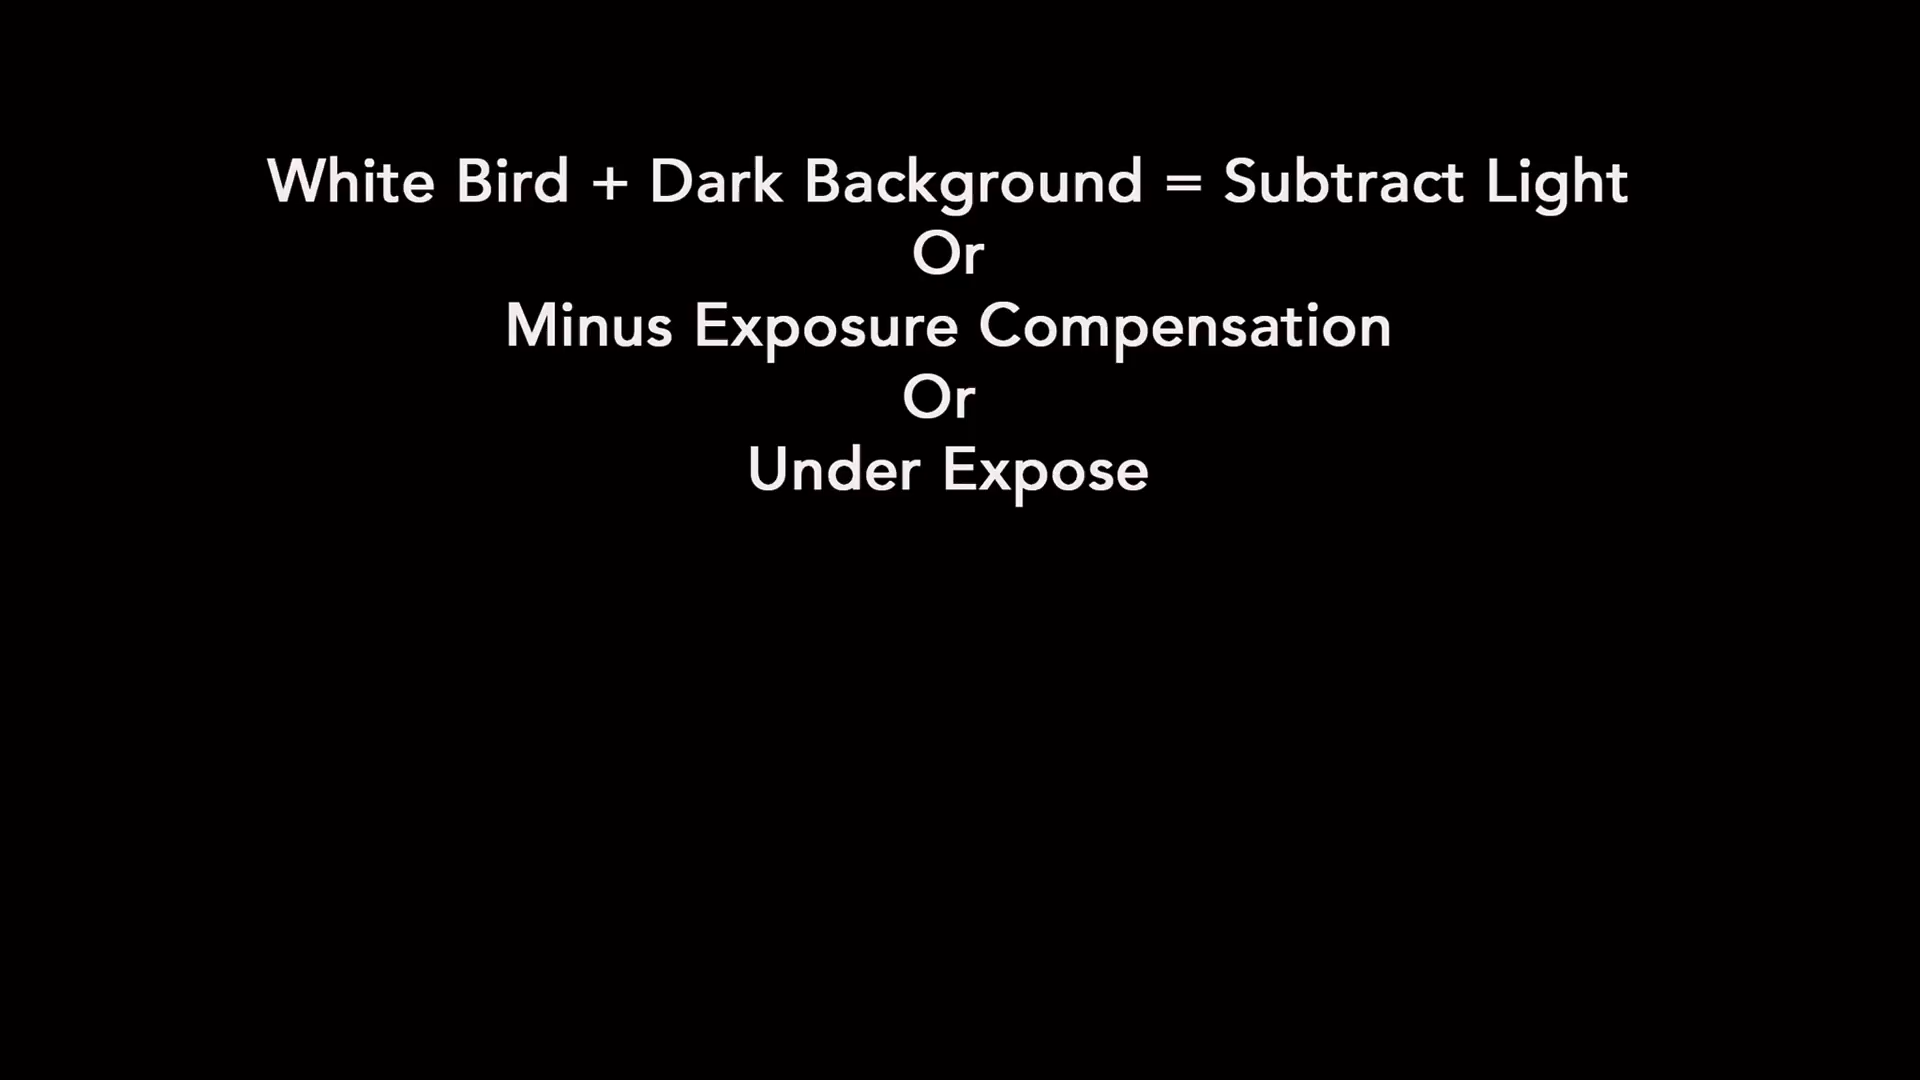 White Bird + Dark Background = Subtract Light
Or
Minus Exposure Compensation
Or
Under Expose